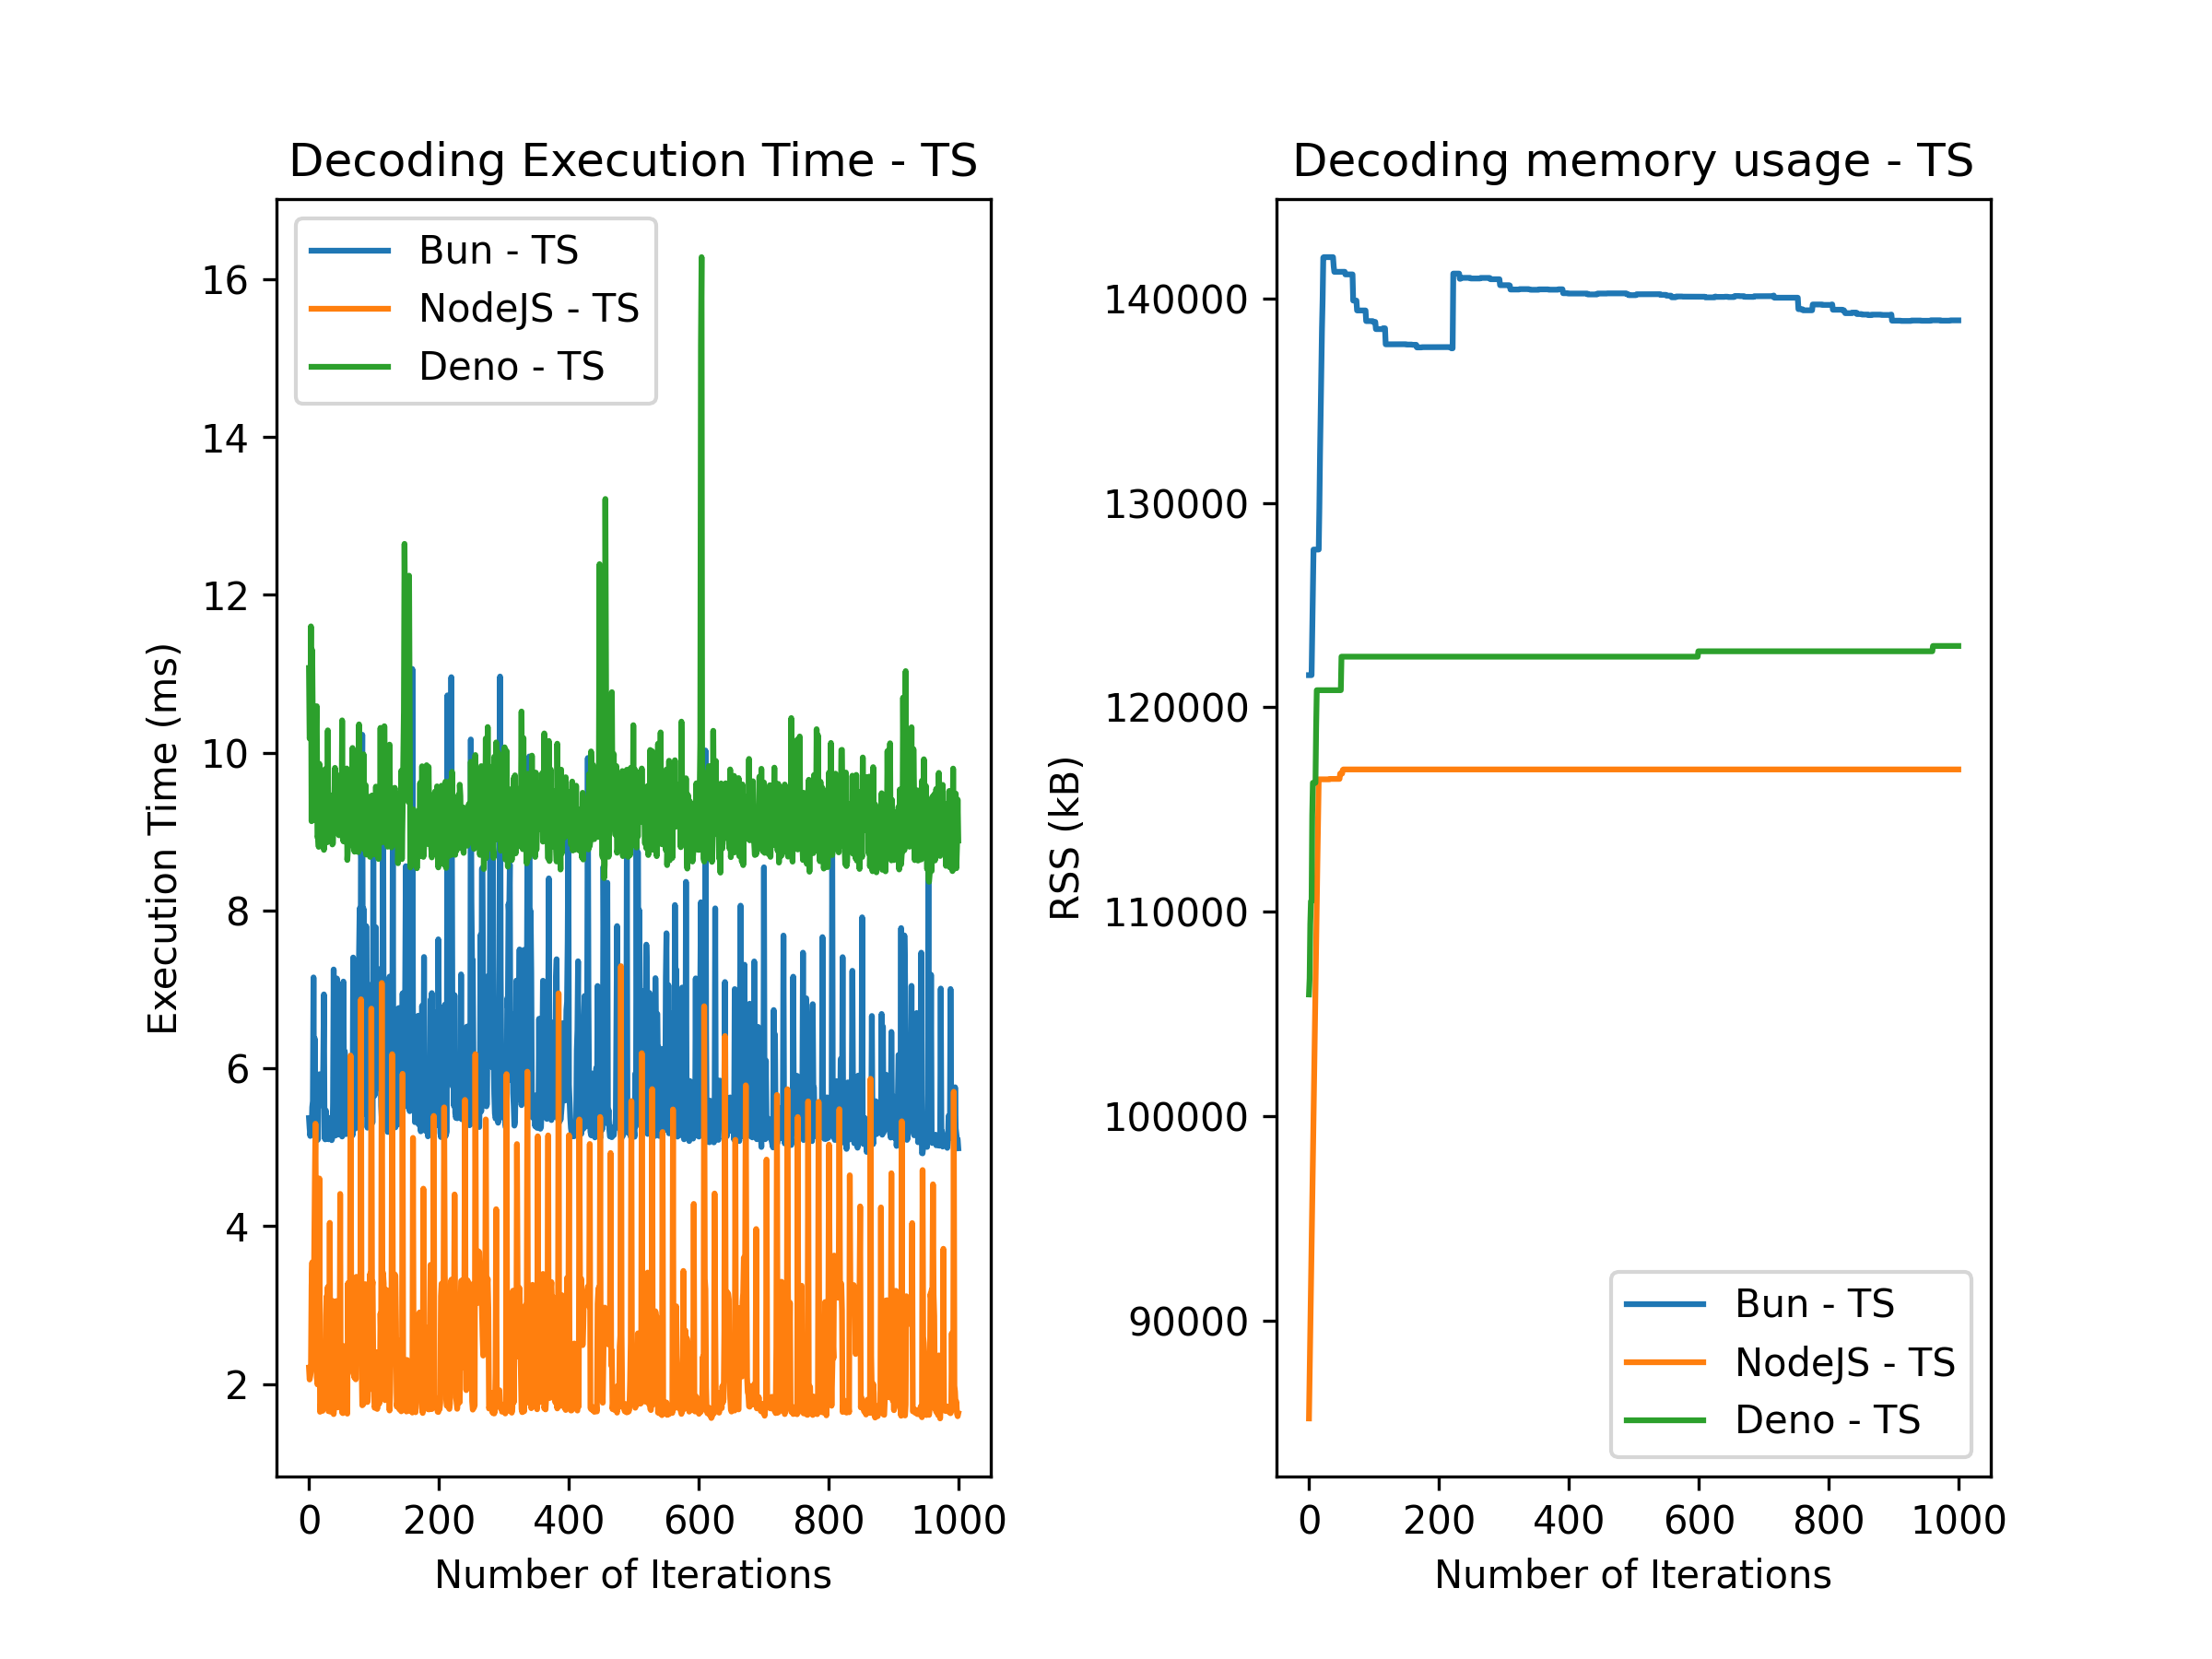 Decoding Execution Time - TS
Bun - TS
NodeJS - TS
Deno - TS
16
14
12
10
8
6
4
2
Execution Time (ms)
0 200 400 600 800 1000
Number of Iterations
Decoding memory usage - TS
140000
130000
120000
110000
100000
90000
RSS (kB)
Bun - TS
NodeJS - TS
Deno - TS
0 200 400 600 800 1000
Number of Iterations